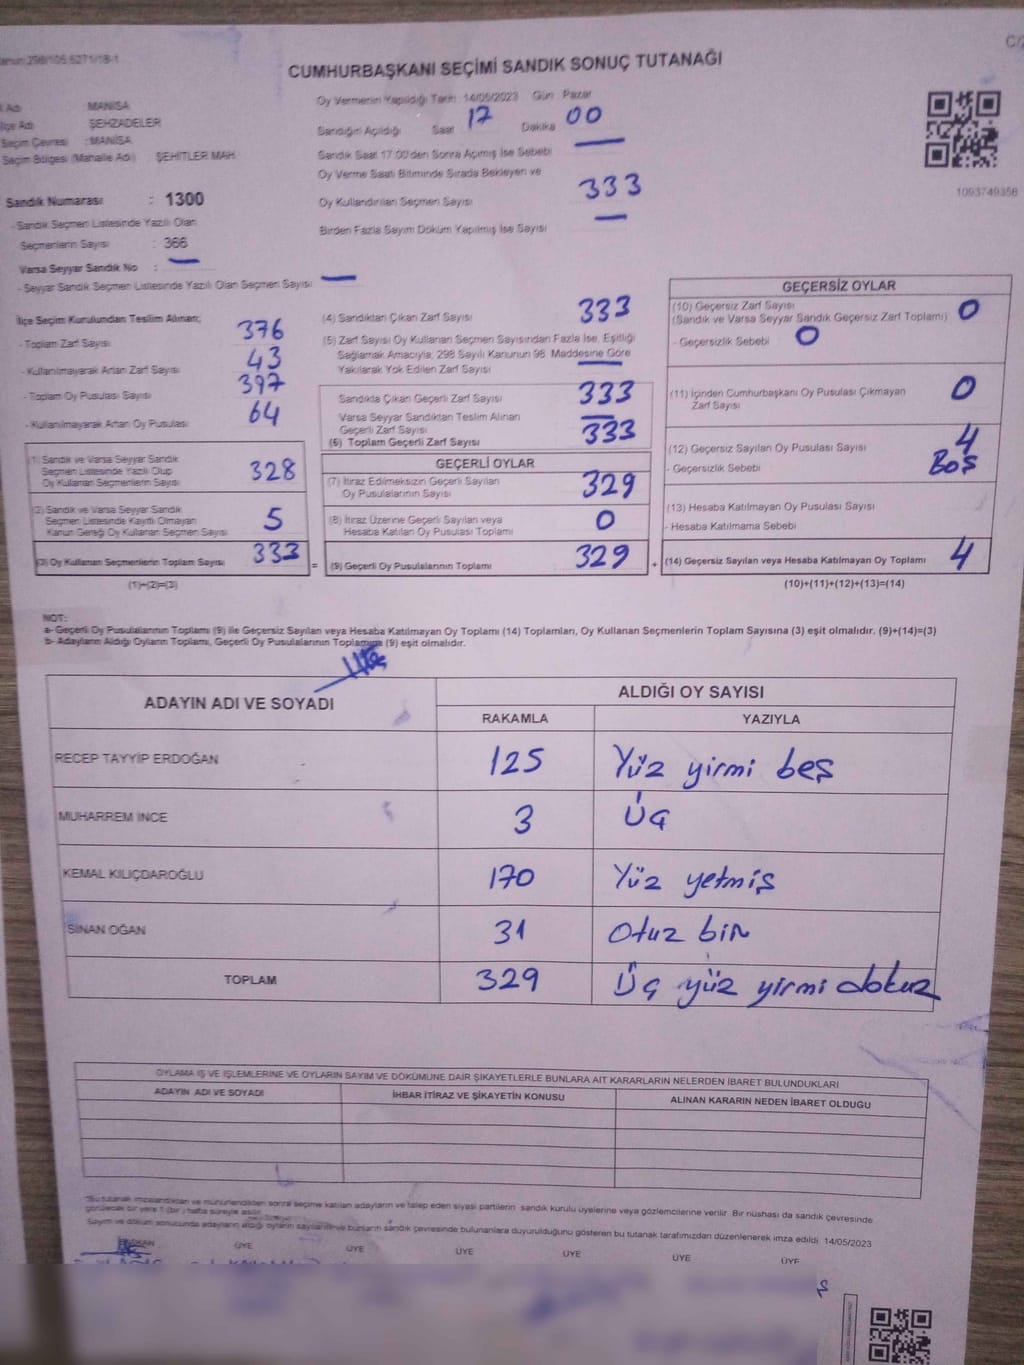 CUMHURBAŞKANI SEÇİMİ SANDIK SONUÇ TUTANAĞI
MANİSA
İlçe Adı ŞEHZADELER
Seçim Çevresi : MANİSA
Seçim Bölgesi (Mahalle Adı) : ŞEHİTLER MAH.
Oy Vermenin Yapıldığı Tarih : 14/05/2023 Gün : Pazar
Sandığın Açıldığı Saat 17 Dakika 00
Sandık Saat 17:00'den Sonra Açılmış İse Sebebi —
Oy Verme Saati Bitiminde Sırada Bekleyen ve
Oy Kullandırılan Seçmen Sayısı 333
Birden Fazla Sayım Döküm Yapılmış İse Sayısı —
1093749358
Sandık Numarası : 1300
- Sandık Seçmen Listesinde Yazılı Olan
Seçmenlerin Sayısı : 366
Varsa Seyyar Sandık No : —
- Seyyar Sandık Seçmen Listesinde Yazılı Olan Seçmen Sayısı : —
İlçe Seçim Kurulundan Teslim Alınan;
- Toplam Zarf Sayısı 376
- Kullanılmayarak Artan Zarf Sayısı 43
- Toplam Oy Pusulası Sayısı 397
- Kullanılmayarak Artan Oy Pusulası 64
(1) Sandık ve Varsa Seyyar Sandık
Seçmen Listesinde Yazılı Olup
Oy Kullanan Seçmenlerin Sayısı 328
(2) Sandık ve Varsa Seyyar Sandık
Seçmen Listesinde Kayıtlı Olmayan
Kanun Gereği Oy Kullanan Seçmen Sayısı 5
(3) Oy Kullanan Seçmenlerin Toplam Sayısı 333
(1)+(2)=(3)
(4) Sandıktan Çıkan Zarf Sayısı 333
(5) Zarf Sayısı Oy Kullanan Seçmen Sayısından Fazla İse, Eşitliği
Sağlamak Amacıyla; 298 Sayılı Kanunun 98. Maddesine Göre
Yakılarak Yok Edilen Zarf Sayısı —
Sandıkta Çıkan Geçerli Zarf Sayısı 333
Varsa Seyyar Sandıktan Teslim Alınan
Geçerli Zarf Sayısı —
(6) Toplam Geçerli Zarf Sayısı 333
GEÇERLİ OYLAR
(7) İtiraz Edilmeksizin Geçerli Sayılan
Oy Pusulalarının Sayısı 329
(8) İtiraz Üzerine Geçerli Sayılan veya
Hesaba Katılan Oy Pusulası Toplamı 0
= (9) Geçerli Oy Pusulalarının Toplamı 329 +
GEÇERSİZ OYLAR
(10) Geçersiz Zarf Sayısı
(Sandık ve Varsa Seyyar Sandık Geçersiz Zarf Toplamı) 0
- Geçersizlik Sebebi 0
(11) İçinden Cumhurbaşkanı Oy Pusulası Çıkmayan
Zarf Sayısı 0
(12) Geçersiz Sayılan Oy Pusulası Sayısı 4
- Geçersizlik Sebebi Boş
(13) Hesaba Katılmayan Oy Pusulası Sayısı
- Hesaba Katılmama Sebebi
(14) Geçersiz Sayılan veya Hesaba Katılmayan Oy Toplamı 4
(10)+(11)+(12)+(13)=(14)
NOT:
a- Geçerli Oy Pusulalarının Toplamı (9) ile Geçersiz Sayılan veya Hesaba Katılmayan Oy Toplamı (14) Toplamları, Oy Kullanan Seçmenlerin Toplam Sayısına (3) eşit olmalıdır. (9)+(14)=(3)
b- Adayların Aldığı Oyların Toplamı, Geçerli Oy Pusulalarının Toplamına (9) eşit olmalıdır.
ADAYIN ADI VE SOYADI
ALDIĞI OY SAYISI
RAKAMLA YAZIYLA
RECEP TAYYİP ERDOĞAN 125 Yüz yirmi beş
MUHARREM İNCE 3 Üç
KEMAL KILIÇDAROĞLU 170 Yüz yetmiş
SİNAN OĞAN 31 Otuz bir
TOPLAM 329 Üç yüz yirmi dokuz
OYLAMA İŞ VE İŞLEMLERİNE VE OYLARIN SAYIM VE DÖKÜMÜNE DAİR ŞİKAYETLERLE BUNLARA AİT KARARLARIN NELERDEN İBARET BULUNDUKLARI
ADAYIN ADI VE SOYADI İHBAR İTİRAZ VE ŞİKAYETİN KONUSU ALINAN KARARIN NEDEN İBARET OLDUĞU
"Bu tutanak imzalandıktan ve mühürlendikten sonra seçime katılan adayların ve talep eden siyasi partilerin sandık kurulu üyelerine veya gözlemcilerine verilir. Bir nüshası da sandık çevresinde
görülecek bir yere 1 (bir) hafta süreyle asılır.
Sayım ve döküm sonucunda adayların aldığı oyların sayılarını ve bunların sandık çevresinde bulunanlara duyurulduğunu gösteren bu tutanak tarafımızdan düzenlenerek imza edildi. 14/05/2023
BAŞKAN ÜYE ÜYE ÜYE ÜYE ÜYE ÜYE